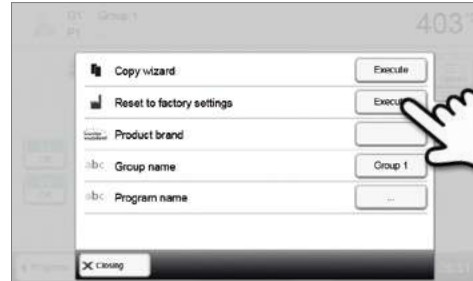 01 Group 1
P1
403
Copy wizard Execute
Reset to factory settings Execut
Product brand
abc Group name Group 1
abc Program name ...
X Closing